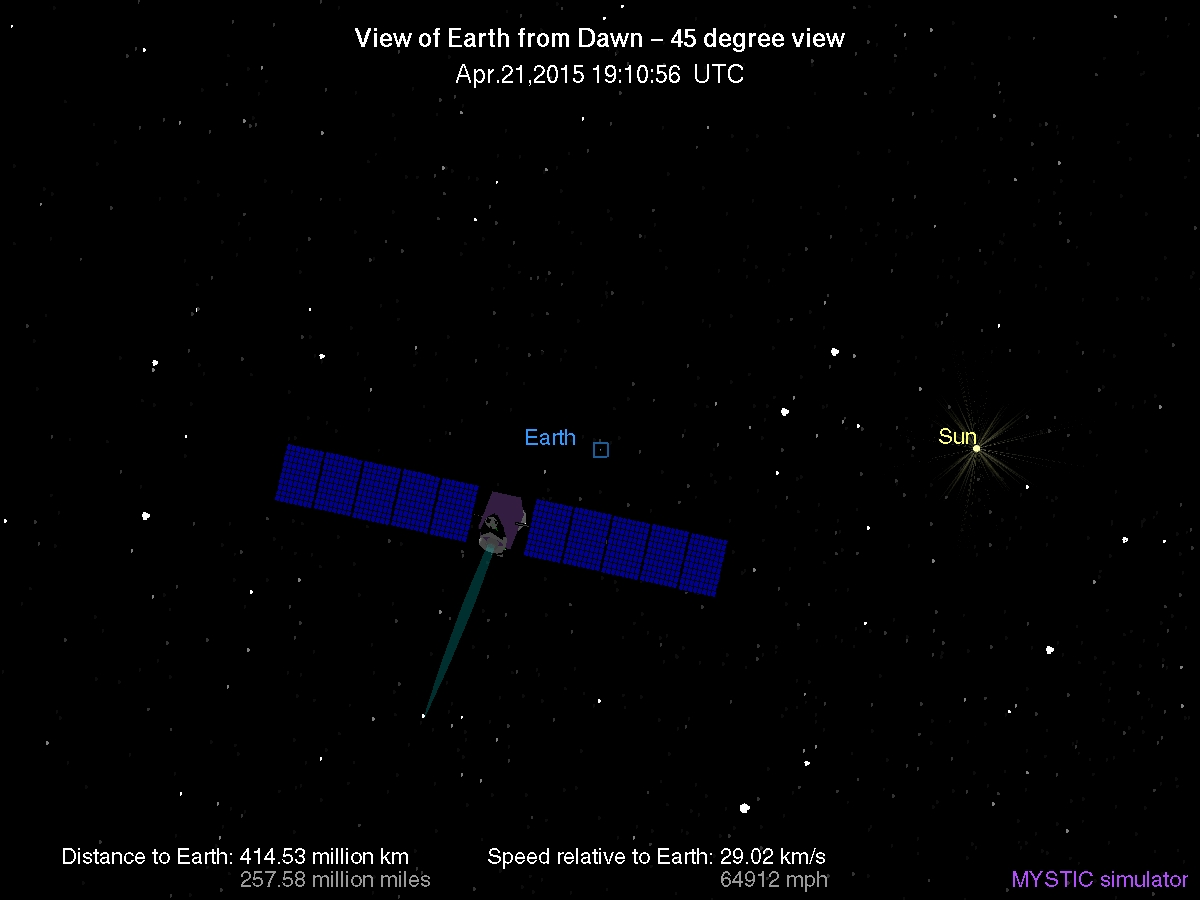 View of Earth from Dawn – 45 degree view
Apr.21,2015 19:10:56 UTC
Earth
Sun
Distance to Earth: 414.53 million km
257.58 million miles
Speed relative to Earth: 29.02 km/s
64912 mph
MYSTIC simulator